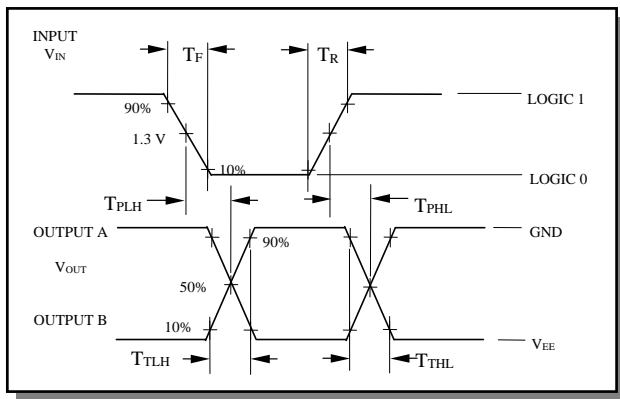 INPUT
VIN
TF
TR
90%
LOGIC 1
1.3 V
10%
LOGIC 0
TPLH
TPHL
OUTPUT A
90%
GND
VOUT
50%
OUTPUT B
10%
VEE
TTLH
TTHL